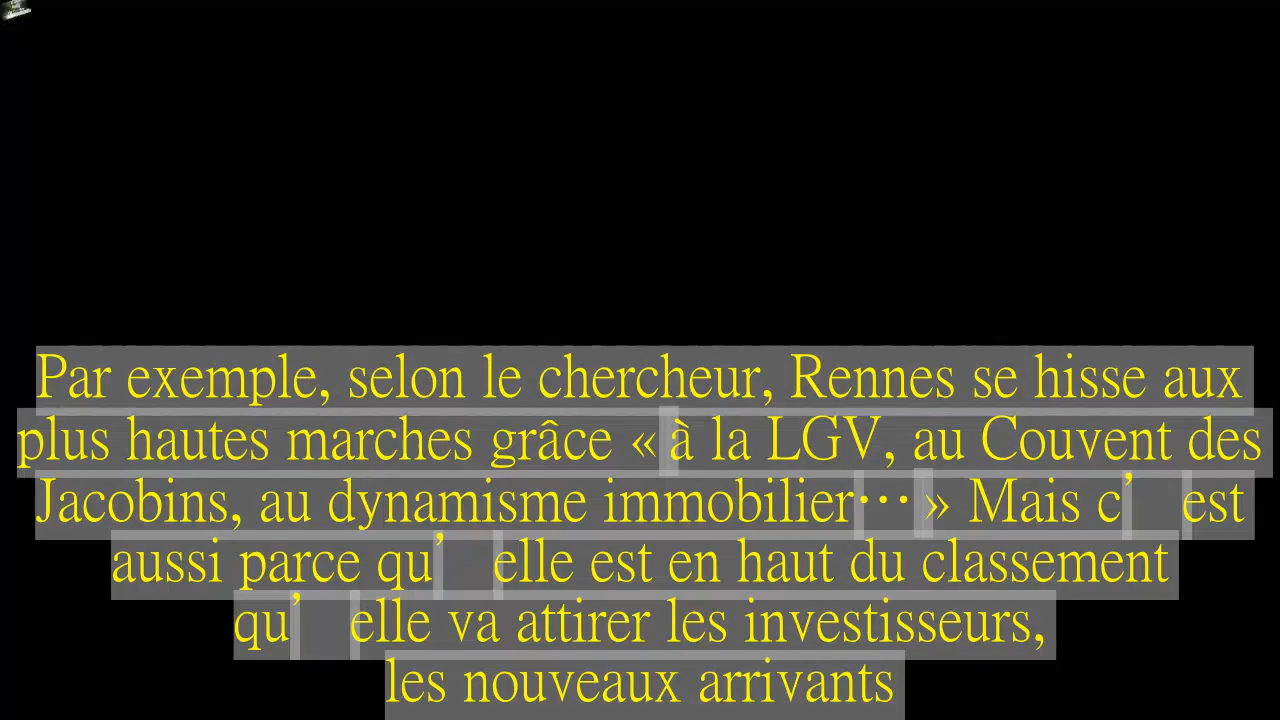 Par exemple, selon le chercheur, Rennes se hisse aux
plus hautes marches grâce « à la LGV, au Couvent des
Jacobins, au dynamisme immobilier… » Mais c’est
aussi parce qu’elle est en haut du classement
qu’elle va attirer les investisseurs,
les nouveaux arrivants